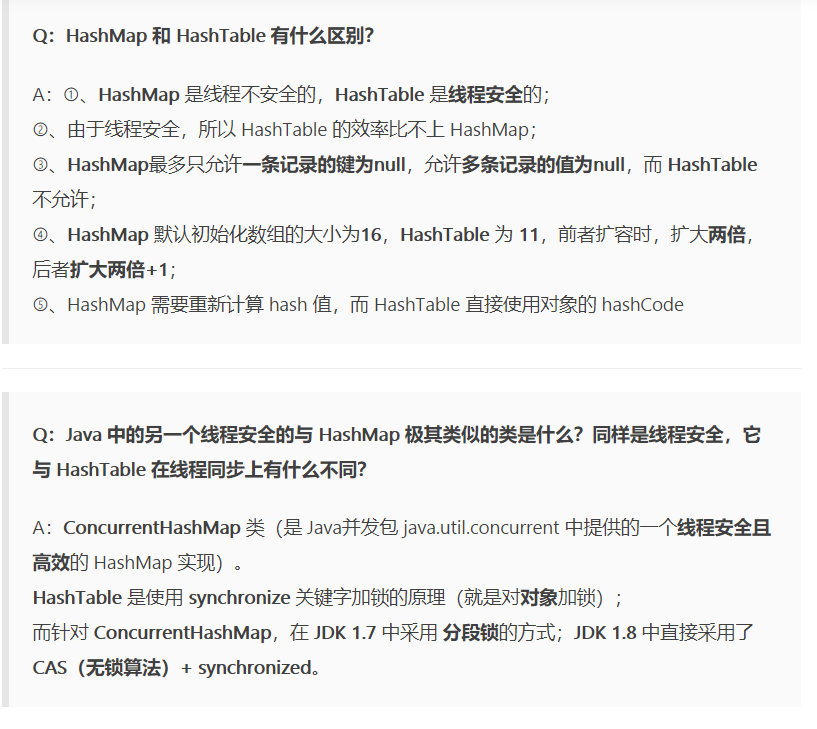 Q：HashMap 和 HashTable 有什么区别？
A：①、HashMap 是线程不安全的，HashTable 是线程安全的；
②、由于线程安全，所以 HashTable 的效率比不上 HashMap；
③、HashMap最多只允许一条记录的键为null，允许多条记录的值为null，而 HashTable
不允许；
④、HashMap 默认初始化数组的大小为16，HashTable 为 11，前者扩容时，扩大两倍，
后者扩大两倍+1；
⑤、HashMap 需要重新计算 hash 值，而 HashTable 直接使用对象的 hashCode
Q：Java 中的另一个线程安全的与 HashMap 极其类似的类是什么？同样是线程安全，它
与 HashTable 在线程同步上有什么不同？
A：ConcurrentHashMap 类（是 Java并发包 java.util.concurrent 中提供的一个线程安全且
高效的 HashMap 实现）。
HashTable 是使用 synchronize 关键字加锁的原理（就是对对象加锁）；
而针对 ConcurrentHashMap，在 JDK 1.7 中采用 分段锁的方式；JDK 1.8 中直接采用了
CAS（无锁算法）+ synchronized。